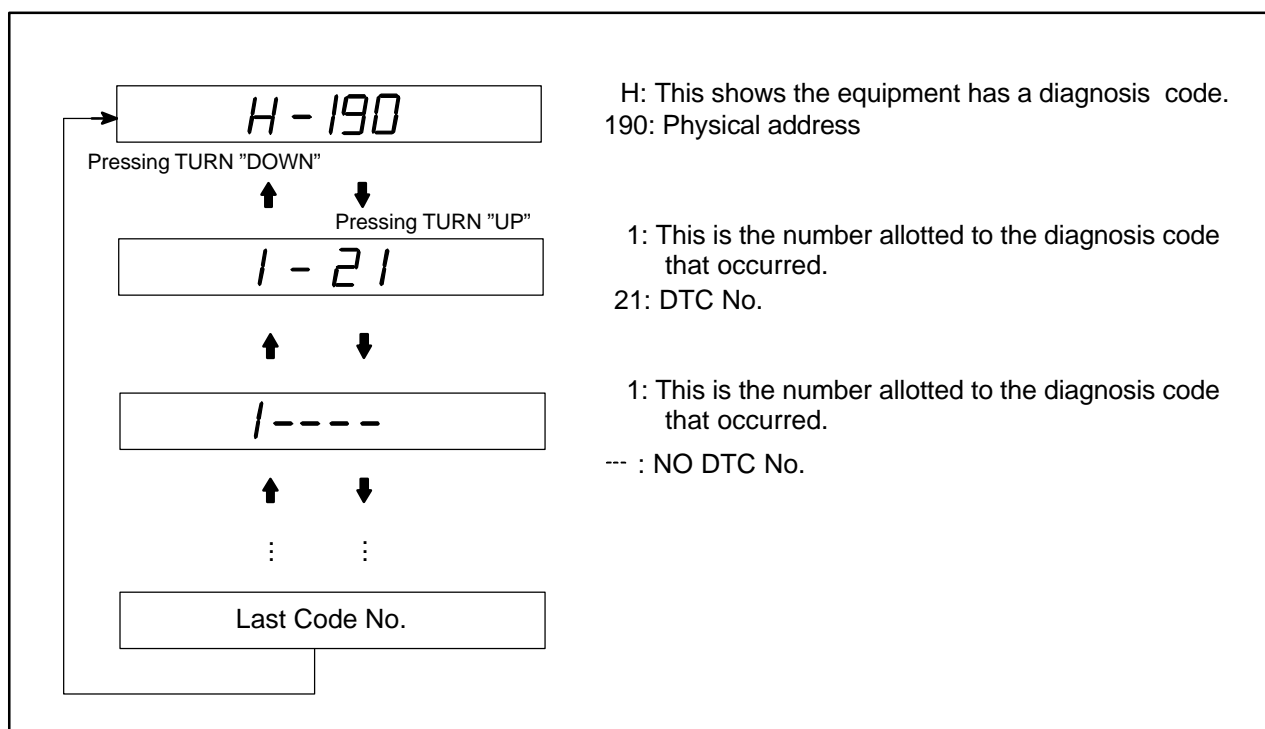 H-190
H: This shows the equipment has a diagnosis  code.
190: Physical address
Pressing TURN ”DOWN”
Pressing TURN ”UP”
1-21
1: This is the number allotted to the diagnosis code
that occurred.
21: DTC No.
1----
1: This is the number allotted to the diagnosis code
that occurred.
--- : NO DTC No.
⋮ ⋮
Last Code No.